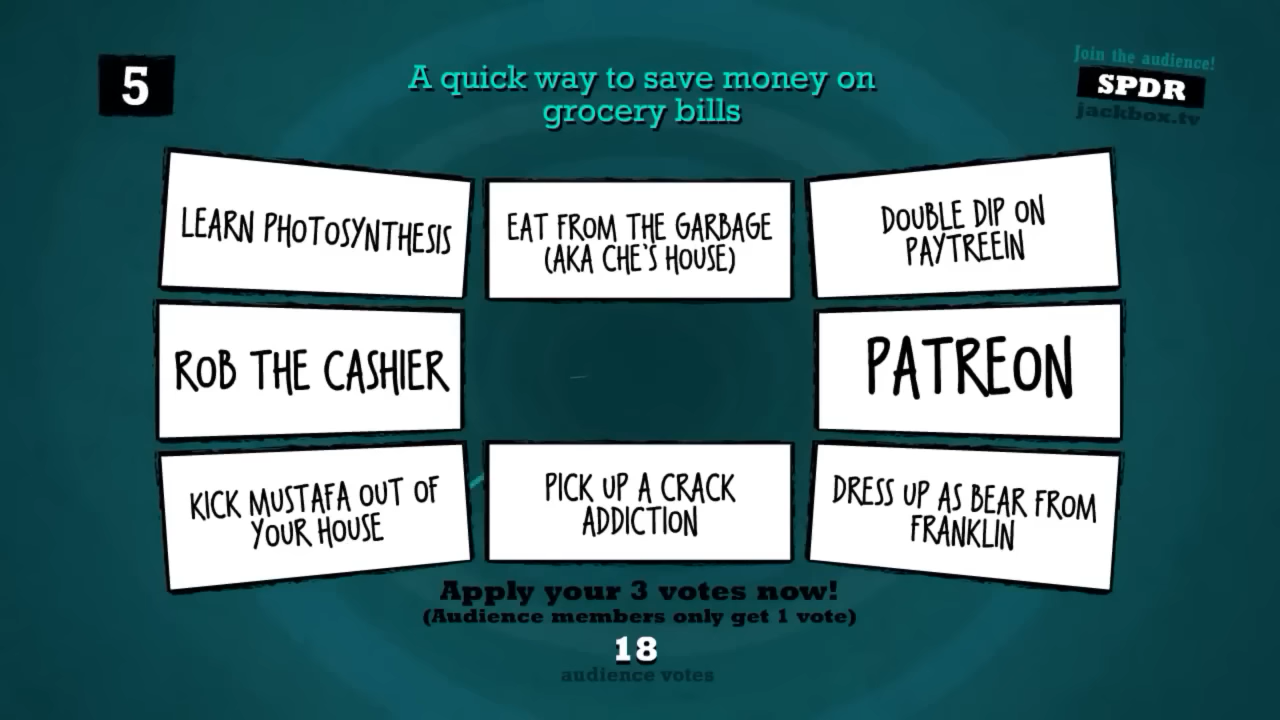 5
A quick way to save money on
grocery bills
Join the audience!
SPDR
jackbox.tv
LEARN PHOTOSYNTHESIS
EAT FROM THE GARBAGE
(AKA CHE'S HOUSE)
DOUBLE DIP ON
PAYTREEIN
ROB THE CASHIER
PATREON
KICK MUSTAFA OUT OF
YOUR HOUSE
PICK UP A CRACK
ADDICTION
DRESS UP AS BEAR FROM
FRANKLIN
Apply your 3 votes now!
(Audience members only get 1 vote)
18
audience votes